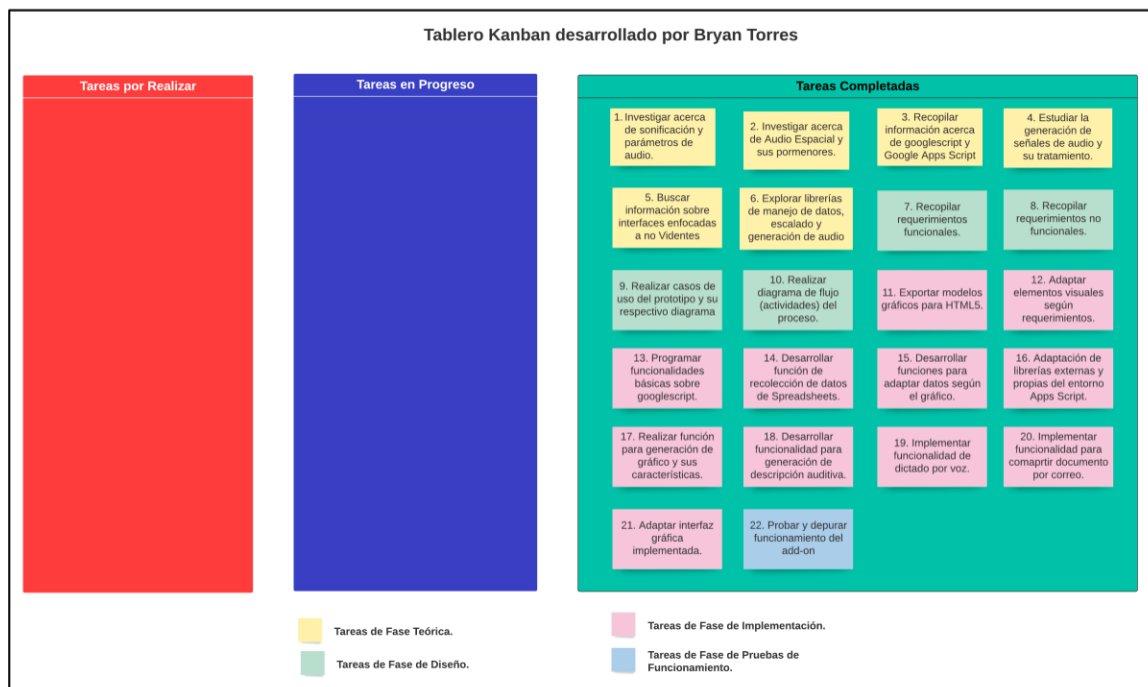 Tablero Kanban desarrollado por Bryan Torres
Tareas por Realizar
Tareas en Progreso
Tareas Completadas
1. Investigar acerca
de sonificación y
parámetros de
audio.
2. Investigar acerca
de Audio Espacial y
sus pormenores.
3. Recopilar
información acerca
de googlescript y
Google Apps Script
4. Estudiar la
generación de
señales de audio y
su tratamiento.
5. Buscar
información sobre
interfaces enfocadas
a no Videntes
6. Explorar librerías
de manejo de datos,
escalado y
generación de audio
7. Recopilar
requerimientos
funcionales.
8. Recopilar
requerimientos no
funcionales.
9. Realizar casos de
uso del prototipo y su
respectivo diagrama
10. Realizar
diagrama de flujo
(actividades) del
proceso.
11. Exportar modelos
gráficos para HTML5.
12. Adaptar
elementos visuales
según
requerimientos.
13. Programar
funcionalidades
básicas sobre
googlescript.
14. Desarrollar
función de
recolección de datos
de Spreadsheets.
15. Desarrollar
funciones para
adaptar datos según
el gráfico.
16. Adaptación de
librerías externas y
propias del entorno
Apps Script.
17. Realizar función
para generación de
gráfico y sus
características.
18. Desarrollar
funcionalidad para
generación de
descripción auditiva.
19. Implementar
funcionalidad de
dictado por voz.
20. Implementar
funcionalidad para
comaprtir documento
por correo.
21. Adaptar interfaz
gráfica
implementada.
22. Probar y depurar
funcionamiento del
add-on
Tareas de Fase Teórica.
Tareas de Fase de Diseño.
Tareas de Fase de Implementación.
Tareas de Fase de Pruebas de
Funcionamiento.